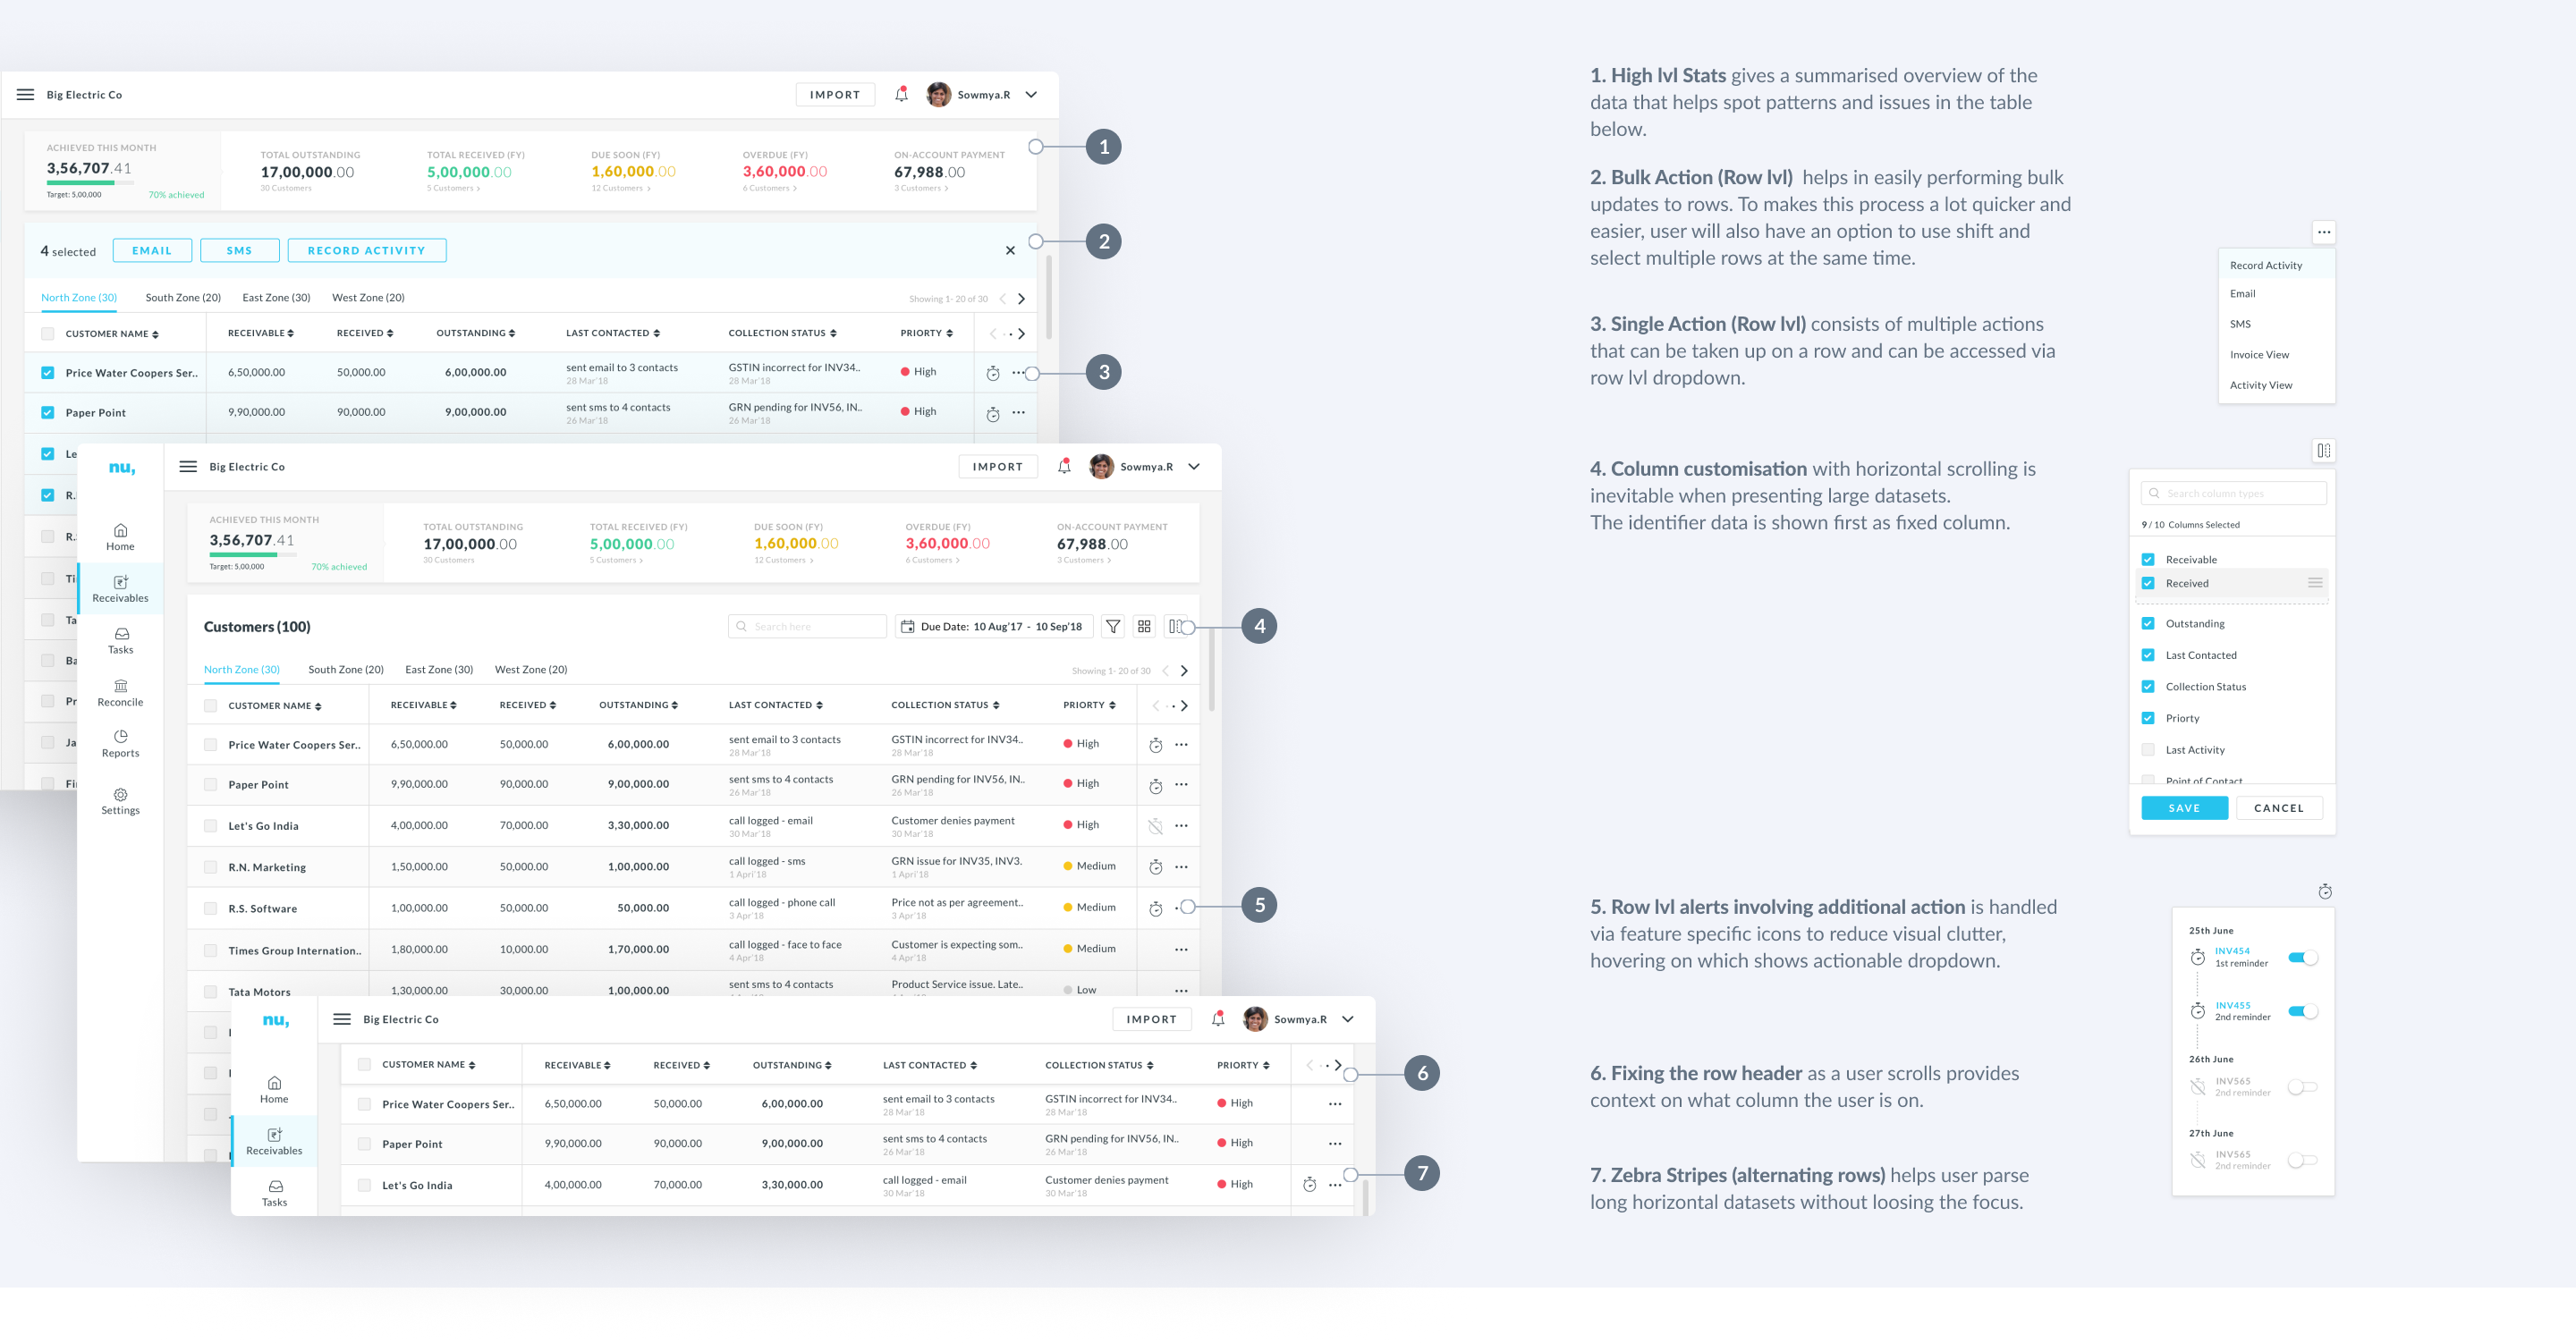 Big Electric Co
IMPORT
Sowmya.R
ACHIEVED THIS MONTH
3,56,707.41
Target: 5,00,000
70% achieved
TOTAL OUTSTANDING
17,00,000.00
30 Customers
TOTAL RECEIVED (FY)
5,00,000.00
5 Customers >
DUE SOON (FY)
1,60,000.00
12 Customers >
OVERDUE (FY)
3,60,000.00
6 Customers >
ON-ACCOUNT PAYMENT
67,988.00
3 Customers >
1
4 selected
EMAIL
SMS
RECORD ACTIVITY
2
North Zone (30)
South Zone (20)
East Zone (30)
West Zone (20)
Showing 1- 20 of 30
CUSTOMER NAME
RECEIVABLE
RECEIVED
OUTSTANDING
LAST CONTACTED
COLLECTION STATUS
PRIORTY
Price Water Coopers Ser..
6,50,000.00
50,000.00
6,00,000.00
sent email to 3 contacts
28 Mar'18
GSTIN incorrect for INV34..
28 Mar'18
High
3
Paper Point
9,90,000.00
90,000.00
9,00,000.00
sent sms to 4 contacts
26 Mar'18
GRN pending for INV56, IN..
26 Mar'18
High
Le
R.
R.
Ti
Ta
Ba
Pr
Ja
Fi
nu,
Home
Receivables
Tasks
Reconcile
Reports
Settings
Big Electric Co
IMPORT
Sowmya.R
ACHIEVED THIS MONTH
3,56,707.41
Target: 5,00,000
70% achieved
TOTAL OUTSTANDING
17,00,000.00
30 Customers
TOTAL RECEIVED (FY)
5,00,000.00
5 Customers >
DUE SOON (FY)
1,60,000.00
12 Customers >
OVERDUE (FY)
3,60,000.00
6 Customers >
ON-ACCOUNT PAYMENT
67,988.00
3 Customers >
Customers (100)
Search here
Due Date: 10 Aug'17 - 10 Sep'18
4
North Zone (30)
South Zone (20)
East Zone (30)
West Zone (20)
Showing 1- 20 of 30
CUSTOMER NAME
RECEIVABLE
RECEIVED
OUTSTANDING
LAST CONTACTED
COLLECTION STATUS
PRIORTY
Price Water Coopers Ser..
6,50,000.00
50,000.00
6,00,000.00
sent email to 3 contacts
28 Mar'18
GSTIN incorrect for INV34..
28 Mar'18
High
Paper Point
9,90,000.00
90,000.00
9,00,000.00
sent sms to 4 contacts
26 Mar'18
GRN pending for INV56, IN..
26 Mar'18
High
Let's Go India
4,00,000.00
70,000.00
3,30,000.00
call logged - email
30 Mar'18
Customer denies payment
30 Mar'18
High
R.N. Marketing
1,50,000.00
50,000.00
1,00,000.00
call logged - sms
1 Apri'18
GRN issue for INV35, INV3.
1 Apri'18
Medium
R.S. Software
1,00,000.00
50,000.00
50,000.00
call logged - phone call
3 Apr'18
Price not as per agreement..
3 Apr'18
Medium
5
Times Group Internation..
1,80,000.00
10,000.00
1,70,000.00
call logged - face to face
4 Apr'18
Customer is expecting som..
4 Apr'18
Medium
Tata Motors
1,30,000.00
30,000.00
1,00,000.00
sent sms to 4 contacts
Product Service issue. Late..
Low
nu,
Home
Receivables
Tasks
Big Electric Co
IMPORT
Sowmya.R
CUSTOMER NAME
RECEIVABLE
RECEIVED
OUTSTANDING
LAST CONTACTED
COLLECTION STATUS
PRIORTY
6
Price Water Coopers Ser..
6,50,000.00
50,000.00
6,00,000.00
sent email to 3 contacts
28 Mar'18
GSTIN incorrect for INV34..
28 Mar'18
High
Paper Point
9,90,000.00
90,000.00
9,00,000.00
sent sms to 4 contacts
26 Mar'18
GRN pending for INV56, IN..
26 Mar'18
High
Let's Go India
4,00,000.00
70,000.00
3,30,000.00
call logged - email
30 Mar'18
Customer denies payment
30 Mar'18
High
7
1. High lvl Stats gives a summarised overview of the
data that helps spot patterns and issues in the table
below.
2. Bulk Action (Row lvl) helps in easily performing bulk
updates to rows. To makes this process a lot quicker and
easier, user will also have an option to use shift and
select multiple rows at the same time.
3. Single Action (Row lvl) consists of multiple actions
that can be taken up on a row and can be accessed via
row lvl dropdown.
Record Activity
Email
SMS
Invoice View
Activity View
4. Column customisation with horizontal scrolling is
inevitable when presenting large datasets.
The identifier data is shown first as fixed column.
Search column types
9 / 10 Columns Selected
Receivable
Received
Outstanding
Last Contacted
Collection Status
Priorty
Last Activity
Point of Contact
SAVE
CANCEL
5. Row lvl alerts involving additional action is handled
via feature specific icons to reduce visual clutter,
hovering on which shows actionable dropdown.
25th June
INV454
1st reminder
INV455
2nd reminder
26th June
INV565
2nd reminder
27th June
INV565
2nd reminder
6. Fixing the row header as a user scrolls provides
context on what column the user is on.
7. Zebra Stripes (alternating rows) helps user parse
long horizontal datasets without loosing the focus.